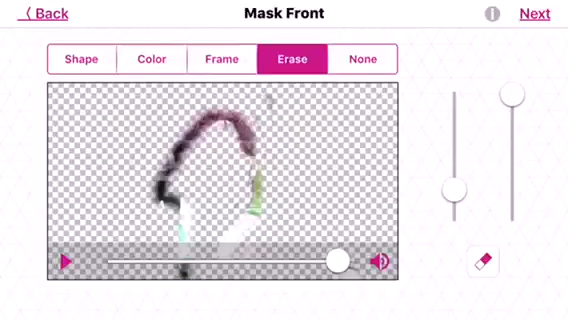 Back
Mask Front
Next
Shape
Color
Frame
Erase
None